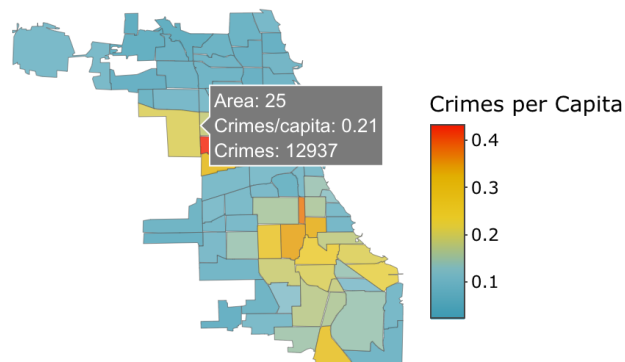 Area: 25
Crimes/capita: 0.21
Crimes: 12937
Crimes per Capita
0.4
0.3
0.2
0.1